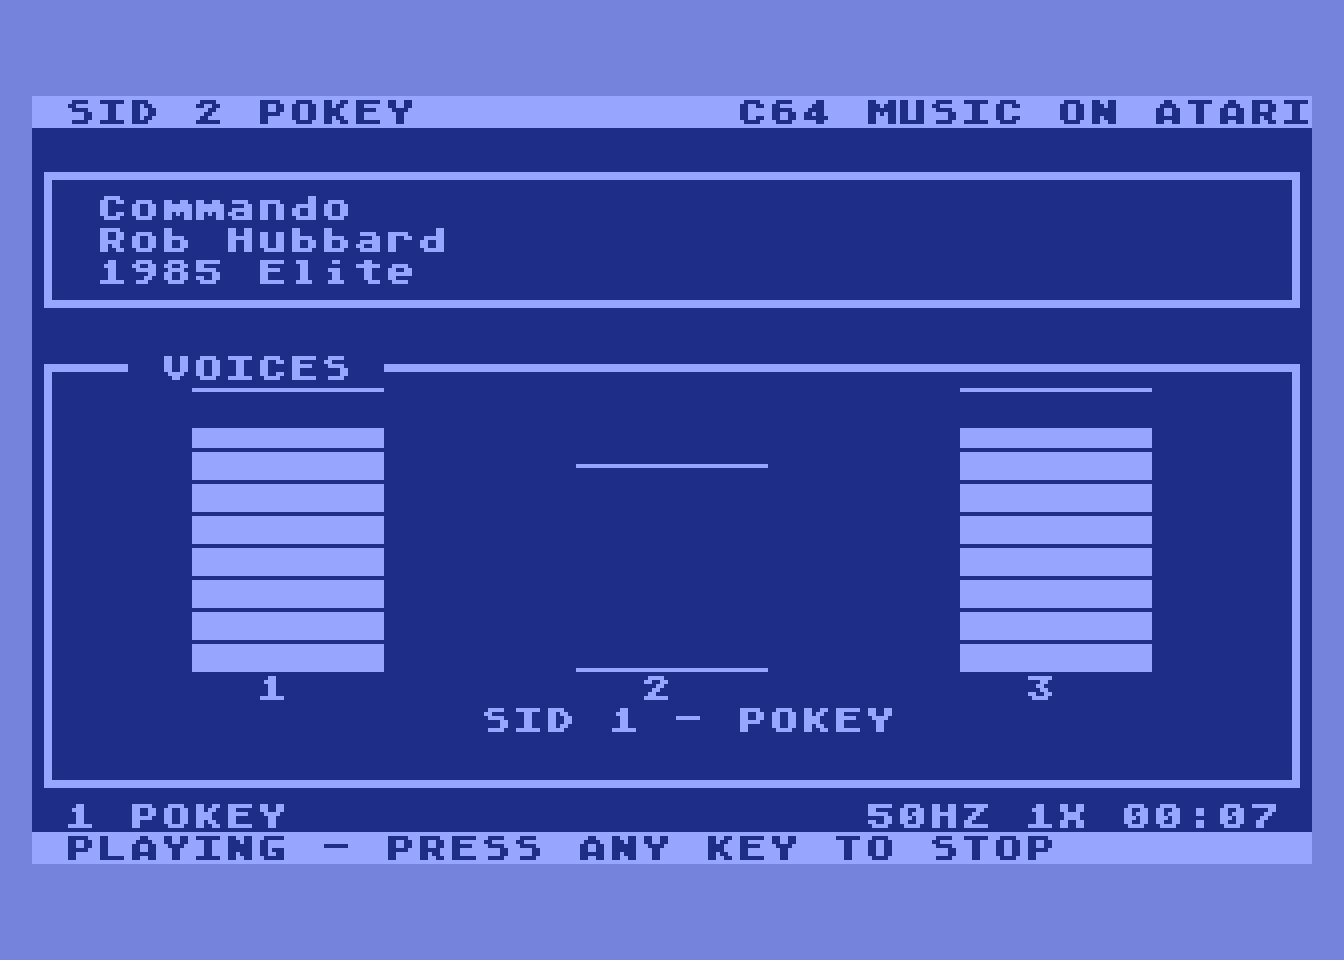 SID 2 POKEY C64 MUSIC ON ATARI
Commando
Rob Hubbard
1985 Elite
VOICES
1 2 3
SID 1 - POKEY
1 POKEY 50HZ 1X 00:07
PLAYING - PRESS ANY KEY TO STOP